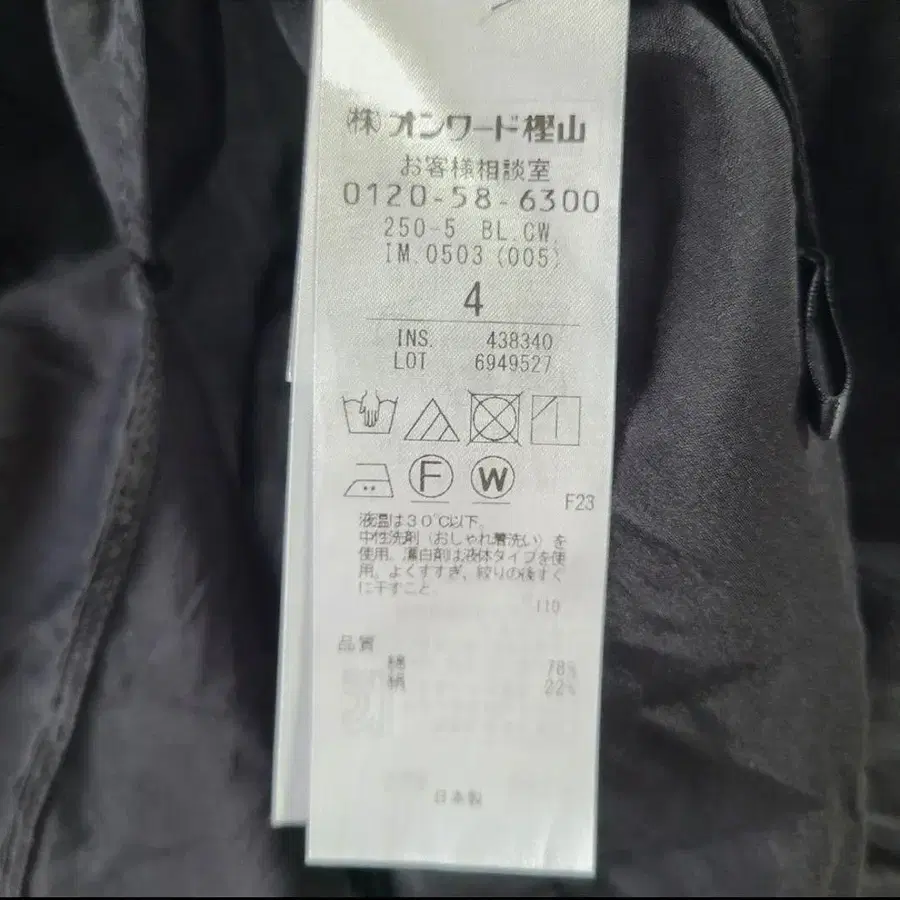 (株)オンワード樫山
お客様相談室
0120-58-6300
250-5 BL.CW.
IM.0503 (005)
4
INS. 438340
LOT 6949527
F W
F23
液温は30℃以下。
中性洗剤（おしゃれ着洗い）を
使用。漂白剤は液体タイプを使
用。よくすすぎ、絞りの後すぐ
に干すこと。
110
品質
綿 78%
絹 22%
日本製